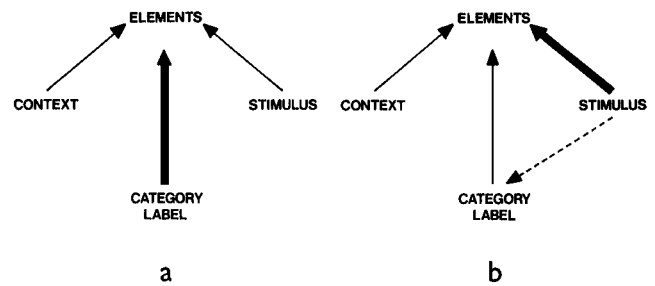 ELEMENTS
ELEMENTS
CONTEXT
STIMULUS
CONTEXT
STIMULUS
CATEGORY
LABEL
CATEGORY
LABEL
a
b